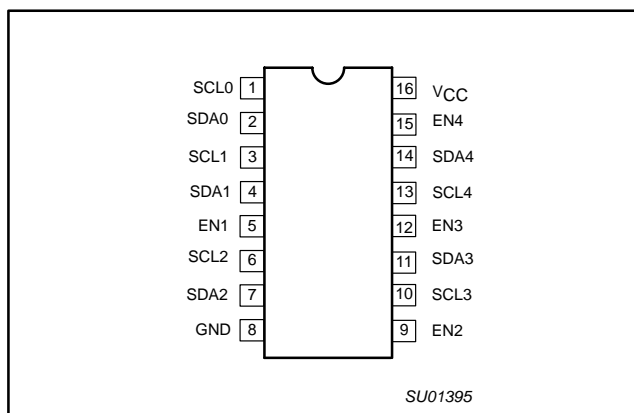 SCL0 1 16 VCC
SDA0 2 15 EN4
SCL1 3 14 SDA4
SDA1 4 13 SCL4
EN1 5 12 EN3
SCL2 6 11 SDA3
SDA2 7 10 SCL3
GND 8 9 EN2
SU01395